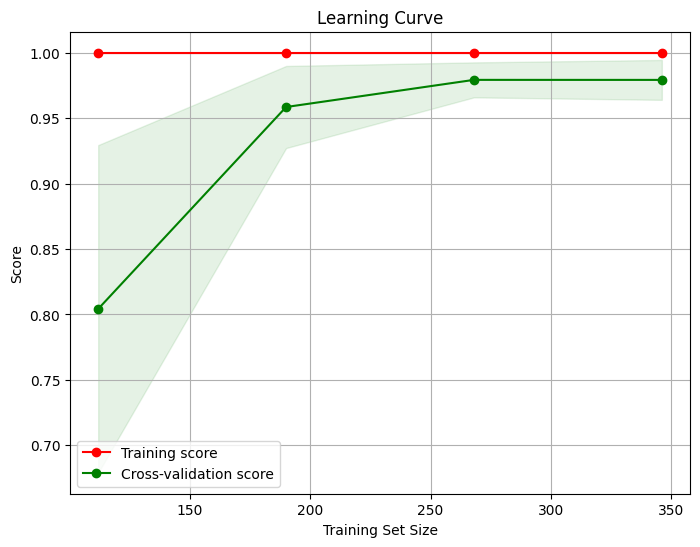 Learning Curve
1.00
0.95
0.90
0.85
0.80
0.75
0.70
Score
Training score
Cross-validation score
150
200
250
300
350
Training Set Size